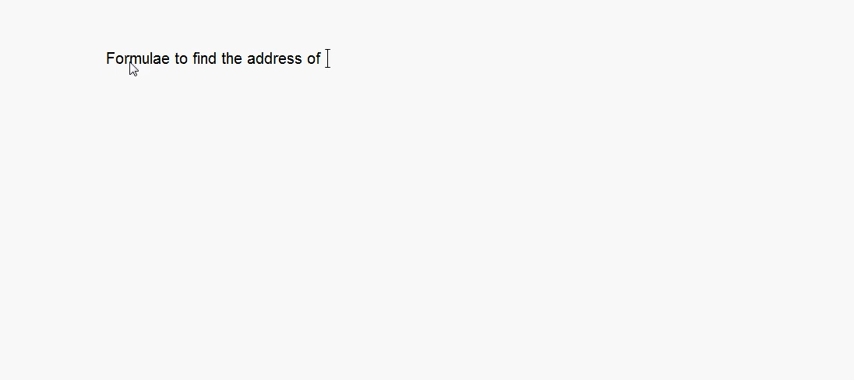 Formulae to find the address of